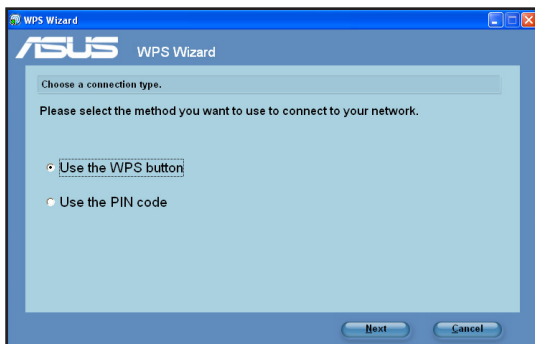 WPS Wizard
ASUS WPS Wizard
Choose a connection type.
Please select the method you want to use to connect to your network.
Use the WPS button
Use the PIN code
Next Cancel